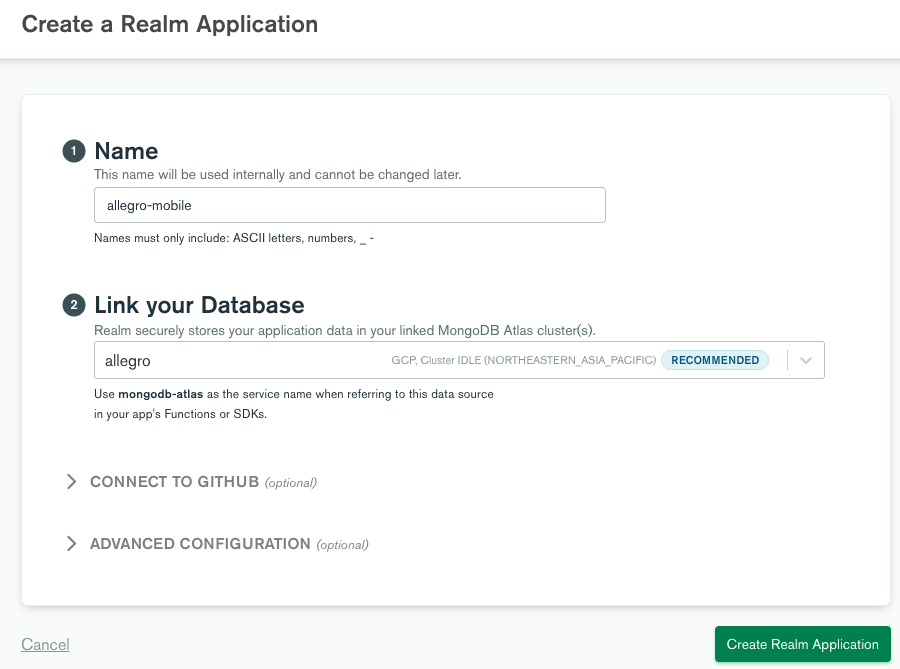 Create a Realm Application
1 Name
This name will be used internally and cannot be changed later.
allegro-mobile
Names must only include: ASCII letters, numbers, _ -
2 Link your Database
Realm securely stores your application data in your linked MongoDB Atlas cluster(s).
allegro GCP, Cluster IDLE (NORTHEASTERN_ASIA_PACIFIC) RECOMMENDED
Use mongodb-atlas as the service name when referring to this data source
in your app's Functions or SDKs.
CONNECT TO GITHUB (optional)
ADVANCED CONFIGURATION (optional)
Cancel Create Realm Application